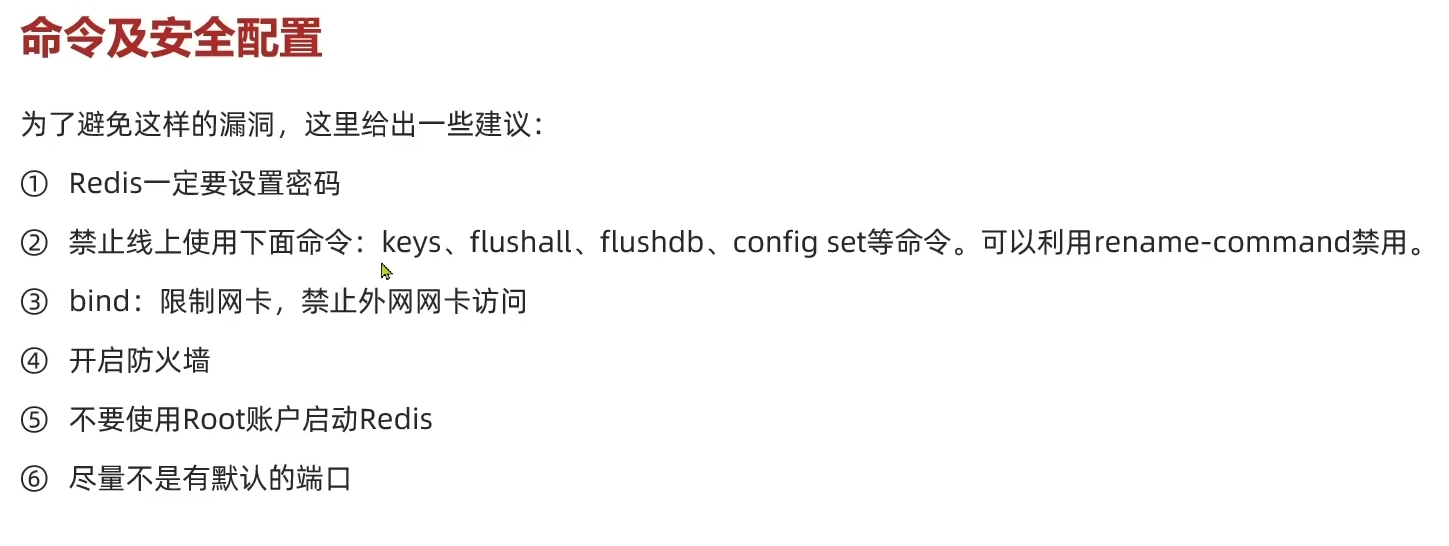 命令及安全配置
为了避免这样的漏洞，这里给出一些建议：
① Redis一定要设置密码
② 禁止线上使用下面命令：keys、flushall、flushdb、config set等命令。可以利用rename-command禁用。
③ bind：限制网卡，禁止外网网卡访问
④ 开启防火墙
⑤ 不要使用Root账户启动Redis
⑥ 尽量不是有默认的端口